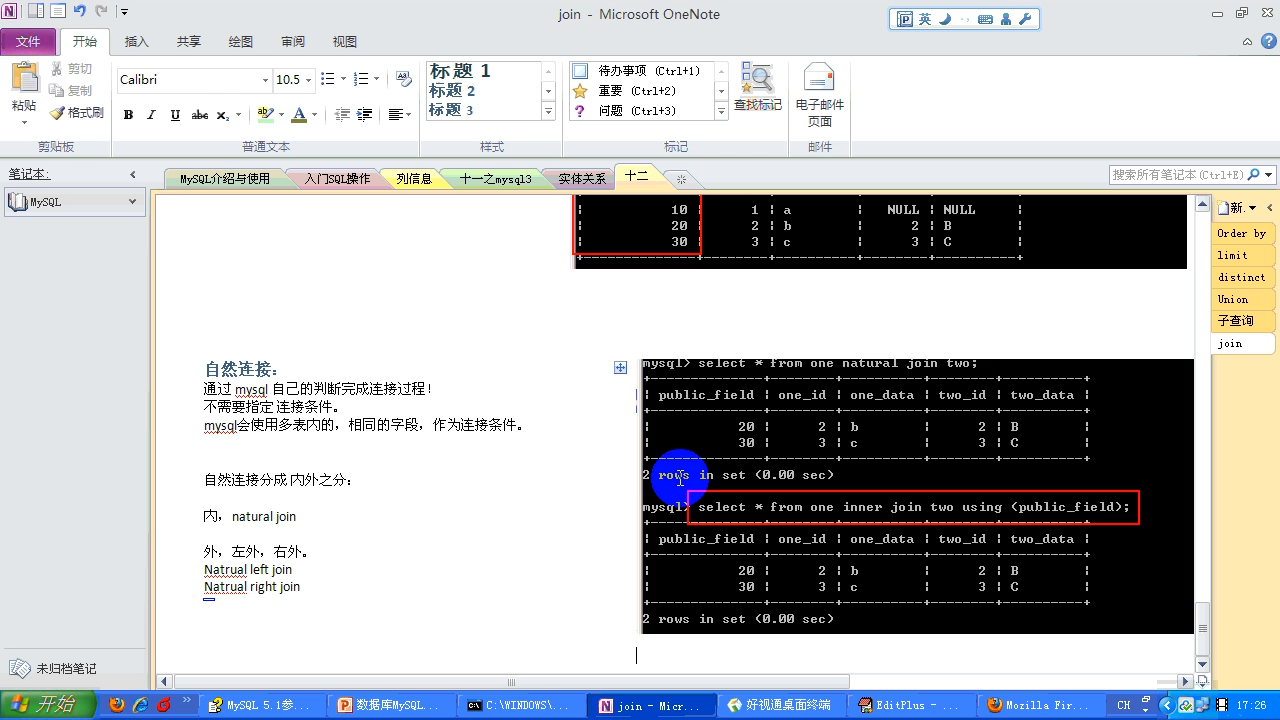 join - Microsoft OneNote
英
文件 开始 插入 共享 绘图 审阅 视图
粘贴 剪切 复制 格式刷
Calibri 10.5
B I U abc x₂ A
标题 1
标题 2
标题 3
待办事项 (Ctrl+1)
重要 (Ctrl+2)
问题 (Ctrl+3)
查找标记
电子邮件页面
剪贴板 普通文本 样式 标记 邮件
笔记本:
MySQL
MySQL介绍与使用 入门SQL操作 列信息 十一之mysql3 实体关系 十二
搜索所有笔记本 (Ctrl+E)
新.
Order by
limit
distinct
Union
子查询
join
| 10 | 1 | a | NULL | NULL |
| 20 | 2 | b | 2 | B |
| 30 | 3 | c | 3 | C |
自然连接:
通过 mysql 自己的判断完成连接过程!
不需要指定 连接条件。
mysql会使用多表内的,相同的字段,作为连接条件。
自然连接分成 内外之分:
内,natural join
外,左外,右外。
Natrual left join
Natrual right join
mysql> select * from one natural join two;
| public_field | one_id | one_data | two_id | two_data |
| 20 | 2 | b | 2 | B |
| 30 | 3 | c | 3 | C |
2 rows in set (0.00 sec)
mysql> select * from one inner join two using (public_field);
| public_field | one_id | one_data | two_id | two_data |
| 20 | 2 | b | 2 | B |
| 30 | 3 | c | 3 | C |
2 rows in set (0.00 sec)
未归档笔记
开始 MySQL 5.1参... 数据库MySQL... C:\WINDOWS\... join - Micr... 好视通桌面终端 EditPlus - ... Mozilla Fir... CH 17:26